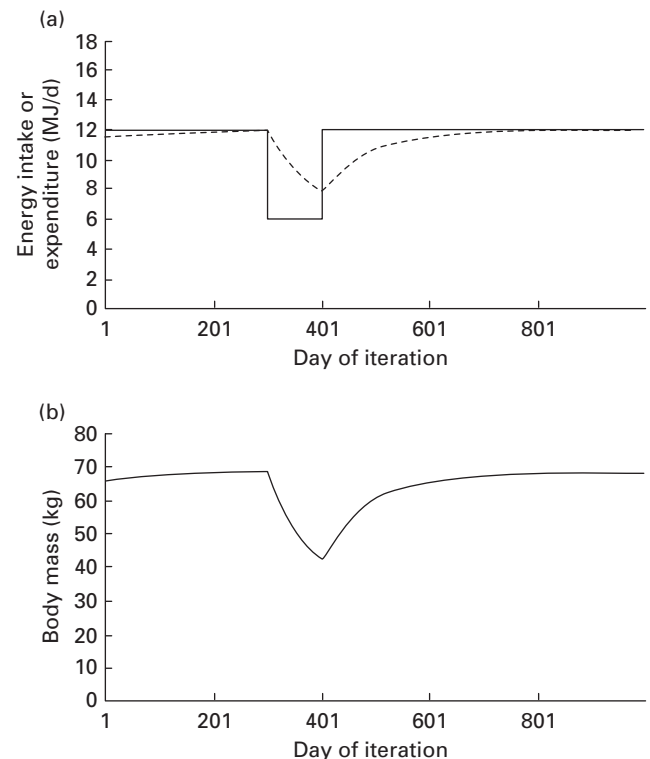 (a)
Energy intake or
expenditure (MJ/d)
18
16
14
12
10
8
6
4
2
0
1 201 401 601 801
Day of iteration
(b)
Body mass (kg)
80
70
60
50
40
30
20
10
0
1 201 401 601 801
Day of iteration